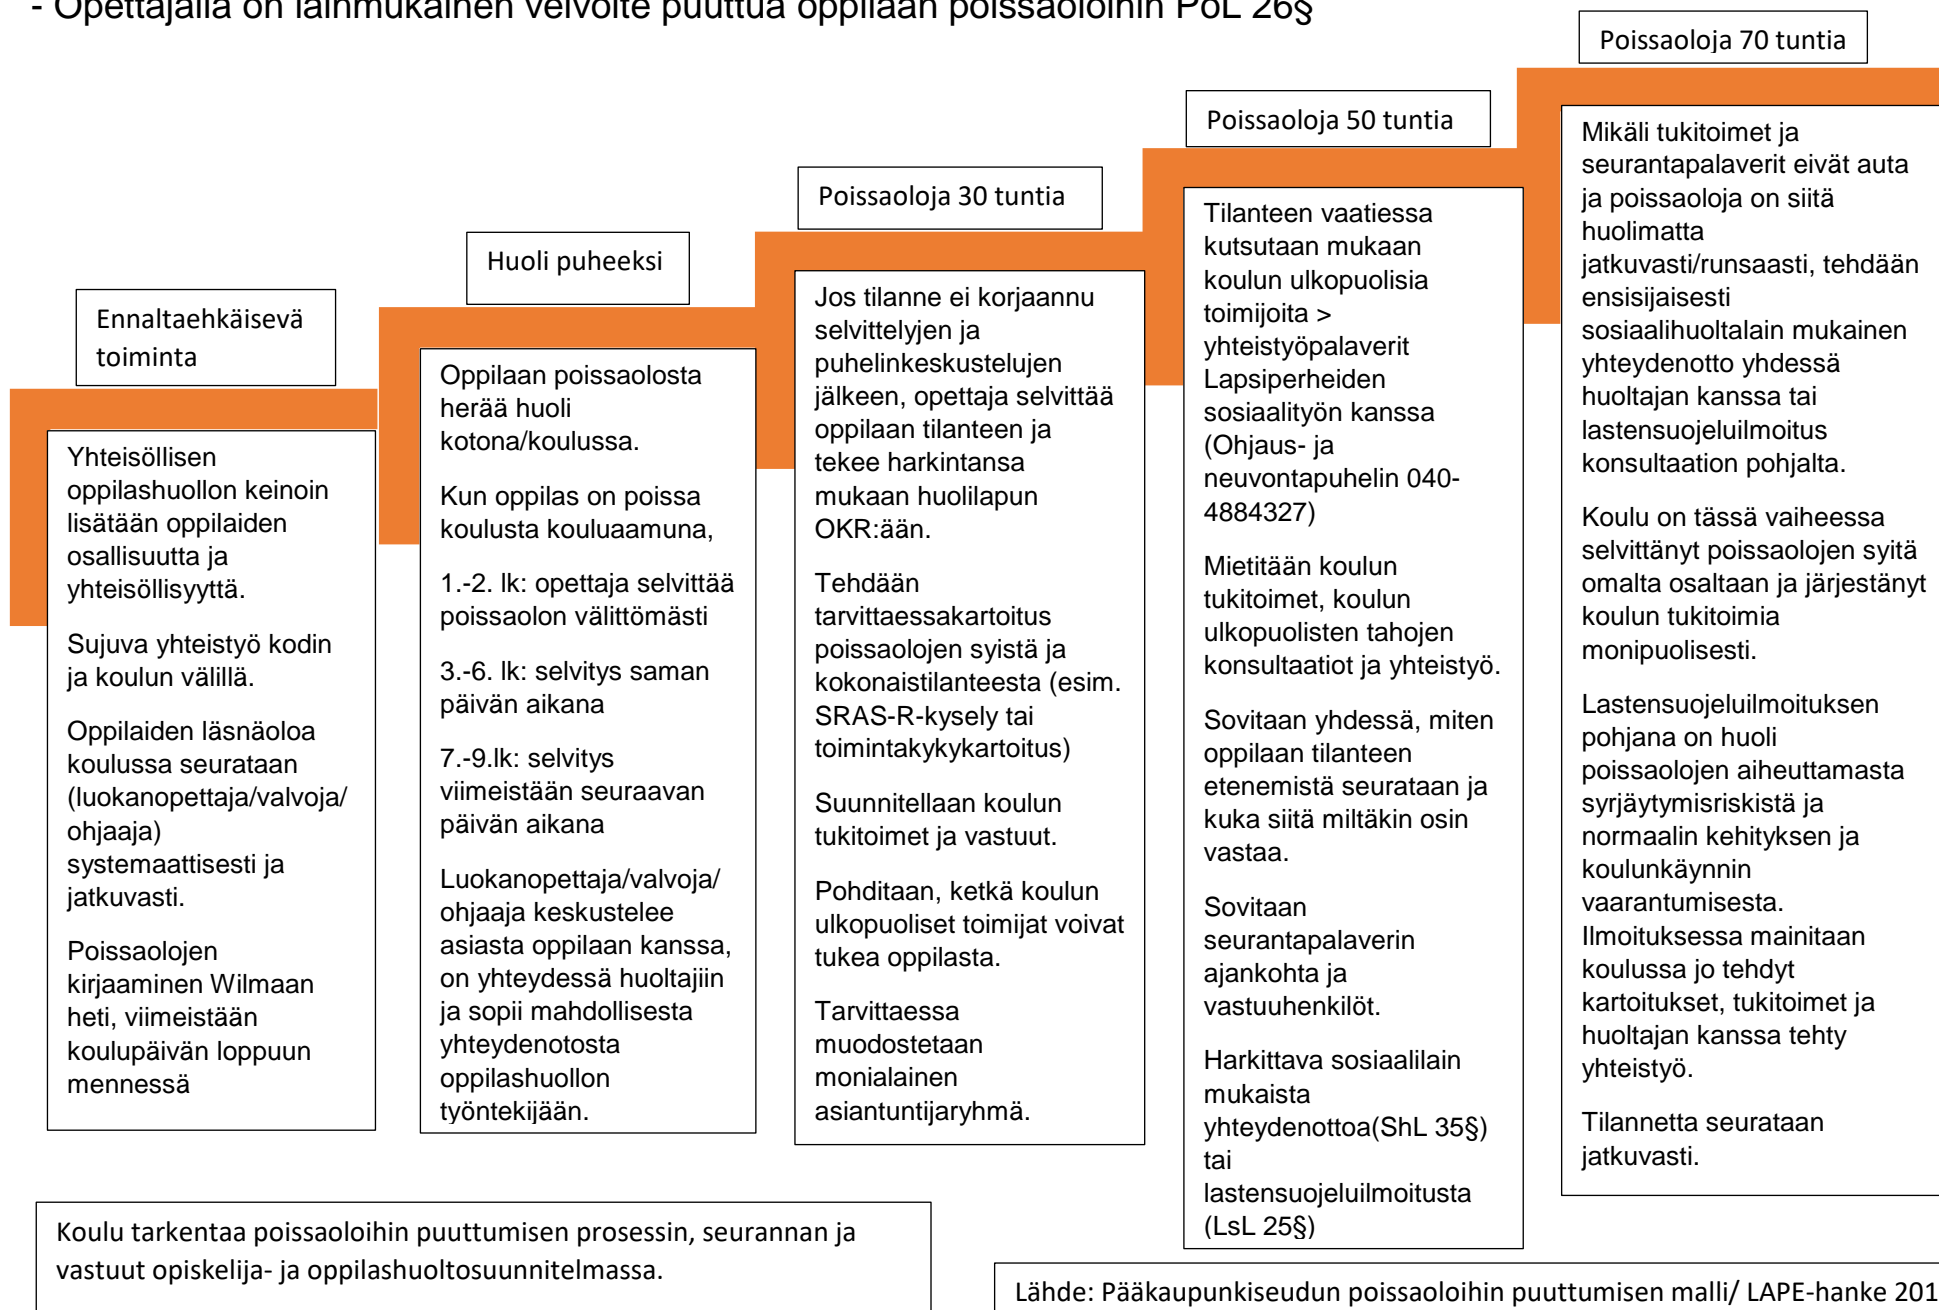 - Opettajalla on lainmukainen velvoite puuttua oppilaan poissaoloihin PoL 26§
Ennaltaehkäisevä
toiminta
Yhteisöllisen
oppilashuollon keinoin
lisätään oppilaiden
osallisuutta ja
yhteisöllisyyttä.
Sujuva yhteistyö kodin
ja koulun välillä.
Oppilaiden läsnäoloa
koulussa seurataan
(luokanopettaja/valvoja/
ohjaaja)
systemaattisesti ja
jatkuvasti.
Poissaolojen
kirjaaminen Wilmaan
heti, viimeistään
koulupäivän loppuun
mennessä
Huoli puheeksi
Oppilaan poissaolosta
herää huoli
kotona/koulussa.
Kun oppilas on poissa
koulusta kouluaamuna,
1.-2. lk: opettaja selvittää
poissaolon välittömästi
3.-6. lk: selvitys saman
päivän aikana
7.-9.lk: selvitys
viimeistään seuraavan
päivän aikana
Luokanopettaja/valvoja/
ohjaaja keskustelee
asiasta oppilaan kanssa,
on yhteydessä huoltajiin
ja sopii mahdollisesta
yhteydenotosta
oppilashuollon
työntekijään.
Poissaoloja 30 tuntia
Jos tilanne ei korjaannu
selvittelyjen ja
puhelinkeskustelujen
jälkeen, opettaja selvittää
oppilaan tilanteen ja
tekee harkintansa
mukaan huolilapun
OKR:ään.
Tehdään
tarvittaessakartoitus
poissaolojen syistä ja
kokonaistilanteesta (esim.
SRAS-R-kysely tai
toimintakykykartoitus)
Suunnitellaan koulun
tukitoimet ja vastuut.
Pohditaan, ketkä koulun
ulkopuoliset toimijat voivat
tukea oppilasta.
Tarvittaessa
muodostetaan
monialainen
asiantuntijaryhmä.
Poissaoloja 50 tuntia
Tilanteen vaatiessa
kutsutaan mukaan
koulun ulkopuolisia
toimijoita >
yhteistyöpalaverit
Lapsiperheiden
sosiaalityön kanssa
(Ohjaus- ja
neuvontapuhelin 040-
4884327)
Mietitään koulun
tukitoimet, koulun
ulkopuolisten tahojen
konsultaatiot ja yhteistyö.
Sovitaan yhdessä, miten
oppilaan tilanteen
etenemistä seurataan ja
kuka siitä miltäkin osin
vastaa.
Sovitaan
seurantapalaverin
ajankohta ja
vastuuhenkilöt.
Harkittava sosiaalilain
mukaista
yhteydenottoa(ShL 35§)
tai
lastensuojeluilmoitusta
(LsL 25§)
Poissaoloja 70 tuntia
Mikäli tukitoimet ja
seurantapalaverit eivät auta
ja poissaoloja on siitä
huolimatta
jatkuvasti/runsaasti, tehdään
ensisijaisesti
sosiaalihuoltalain mukainen
yhteydenotto yhdessä
huoltajan kanssa tai
lastensuojeluilmoitus
konsultaation pohjalta.
Koulu on tässä vaiheessa
selvittänyt poissaolojen syitä
omalta osaltaan ja järjestänyt
koulun tukitoimia
monipuolisesti.
Lastensuojeluilmoituksen
pohjana on huoli
poissaolojen aiheuttamasta
syrjäytymisriskistä ja
normaalin kehityksen ja
koulunkäynnin
vaarantumisesta.
Ilmoituksessa mainitaan
koulussa jo tehdyt
kartoitukset, tukitoimet ja
huoltajan kanssa tehty
yhteistyö.
Tilannetta seurataan
jatkuvasti.
Koulu tarkentaa poissaoloihin puuttumisen prosessin, seurannan ja
vastuut opiskelija- ja oppilashuoltosuunnitelmassa.
Lähde: Pääkaupunkiseudun poissaoloihin puuttumisen malli/ LAPE-hanke 201